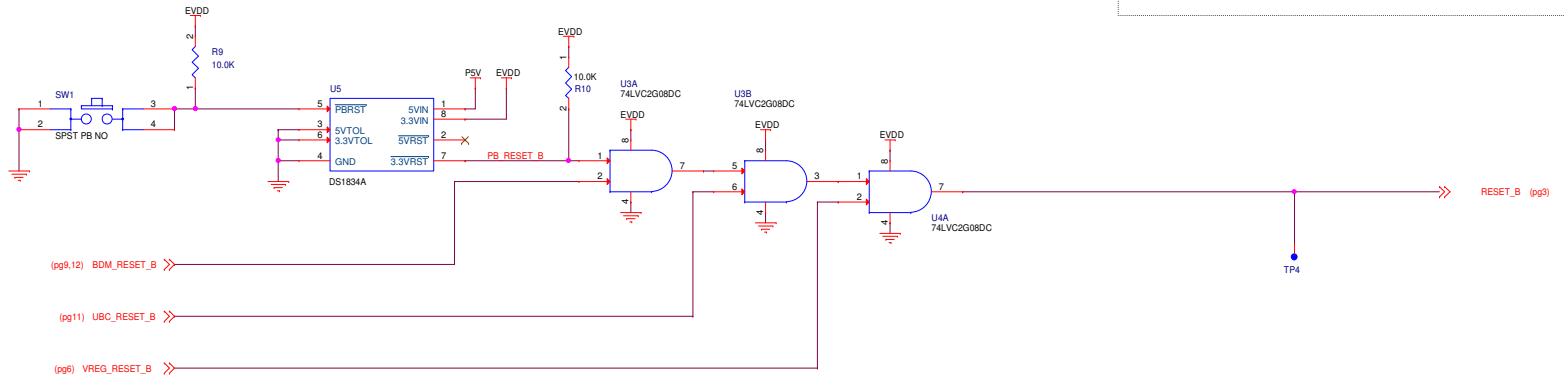 EVDD
2
R9
10.0K
1
SW1
1
2
3
4
SPST PB NO
U5
5
PBRST
3
5VTOL
6
3.3VTOL
4
GND
5VIN
1
3.3VIN
8
5VRST
2
3.3VRST
7
DS1834A
P5V
EVDD
PB_RESET_B
EVDD
1
10.0K
R10
2
U3A
74LVC2G08DC
EVDD
8
1
2
7
4
U3B
74LVC2G08DC
EVDD
8
5
6
3
4
EVDD
8
1
2
7
4
U4A
74LVC2G08DC
RESET_B (pg3)
TP4
(pg9,12) BDM_RESET_B
(pg11) UBC_RESET_B
(pg6) VREG_RESET_B